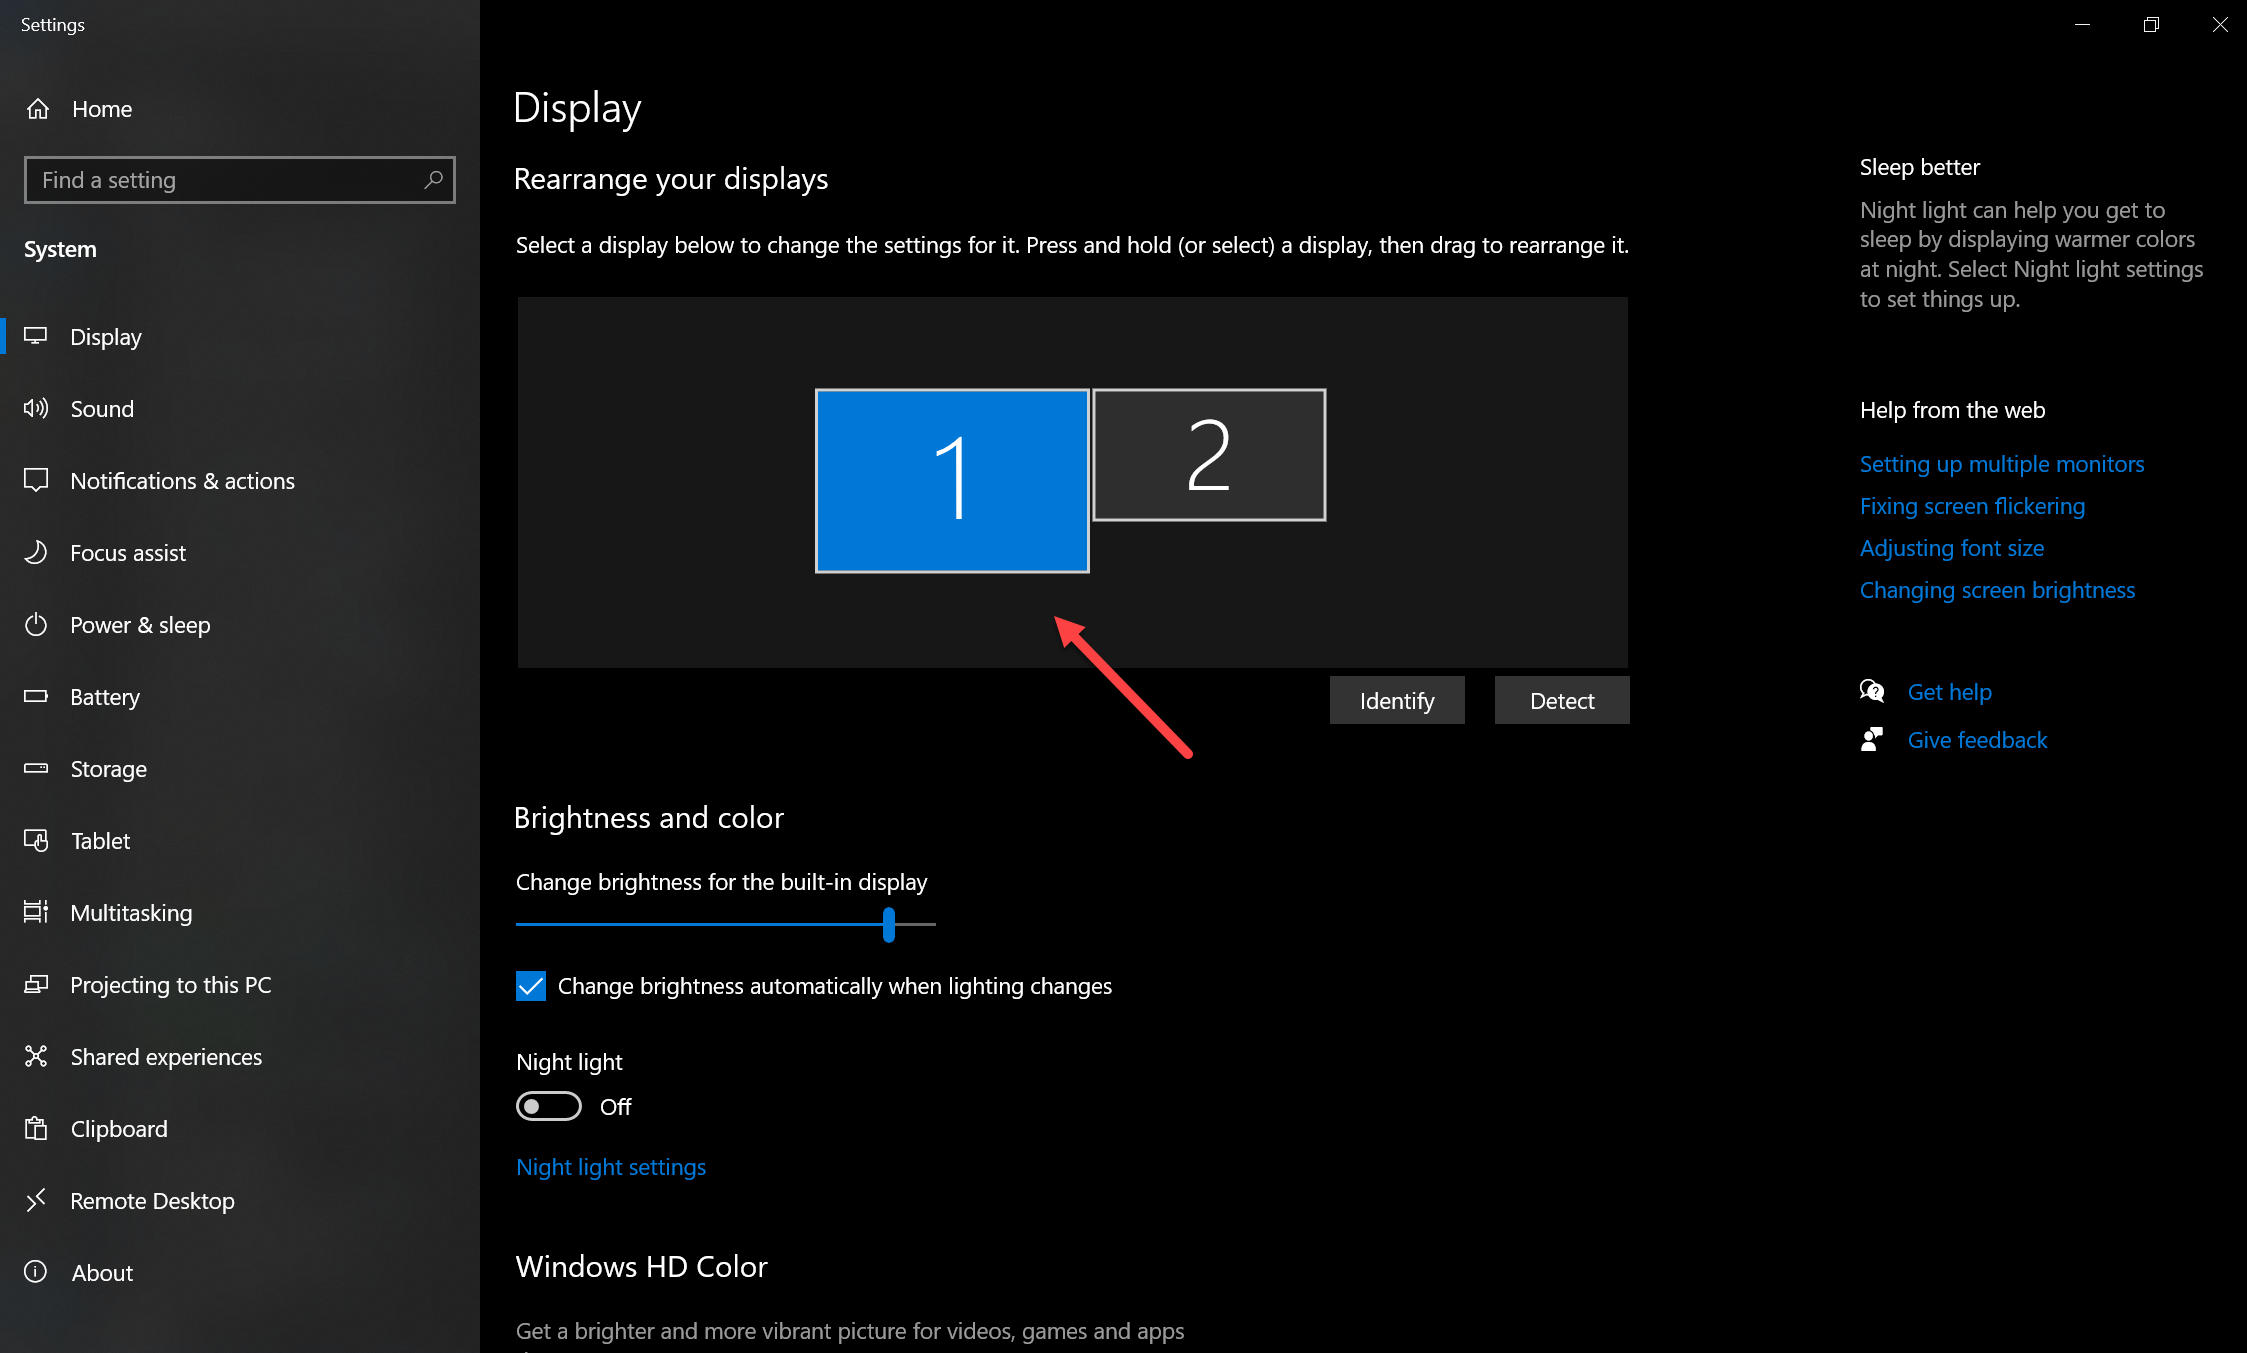 Settings
Home
Find a setting
System
Display
Sound
Notifications & actions
Focus assist
Power & sleep
Battery
Storage
Tablet
Multitasking
Projecting to this PC
Shared experiences
Clipboard
Remote Desktop
About
Display
Rearrange your displays
Select a display below to change the settings for it. Press and hold (or select) a display, then drag to rearrange it.
1
2
Identify
Detect
Brightness and color
Change brightness for the built-in display
Change brightness automatically when lighting changes
Night light
Off
Night light settings
Windows HD Color
Get a brighter and more vibrant picture for videos, games and apps
Sleep better
Night light can help you get to
sleep by displaying warmer colors
at night. Select Night light settings
to set things up.
Help from the web
Setting up multiple monitors
Fixing screen flickering
Adjusting font size
Changing screen brightness
Get help
Give feedback